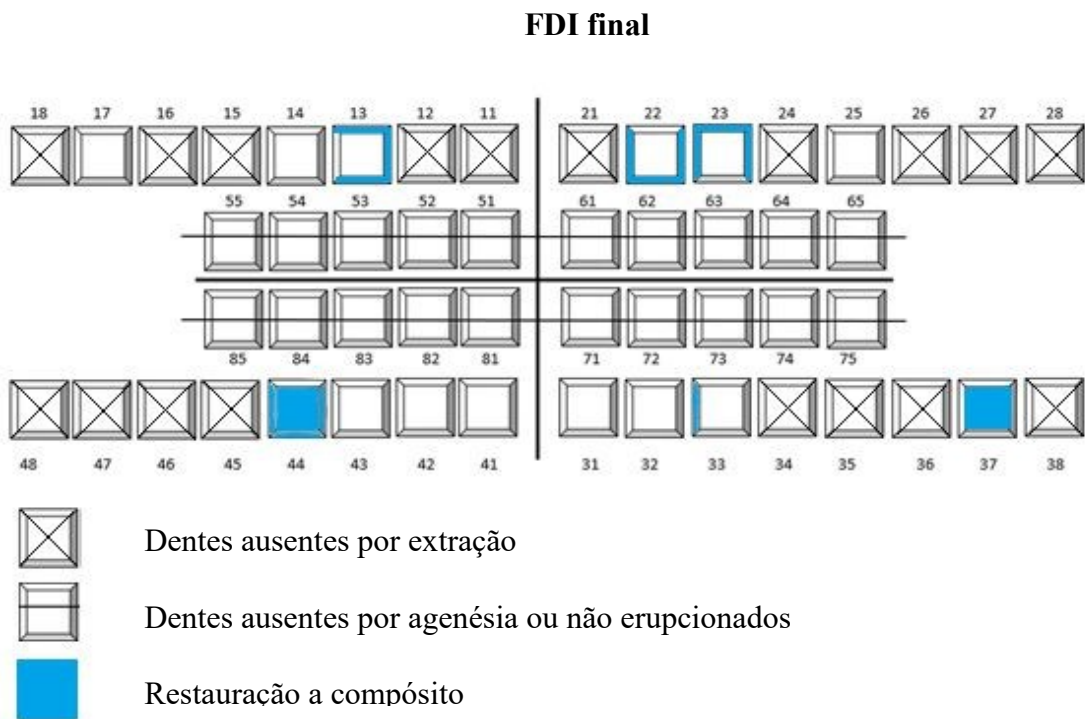 FDI final
18 17 16 15 14 13 12 11 21 22 23 24 25 26 27 28
55 54 53 52 51 61 62 63 64 65
85 84 83 82 81 71 72 73 74 75
48 47 46 45 44 43 42 41 31 32 33 34 35 36 37 38
Dentes ausentes por extração
Dentes ausentes por agenésia ou não erupcionados
Restauração a compósito